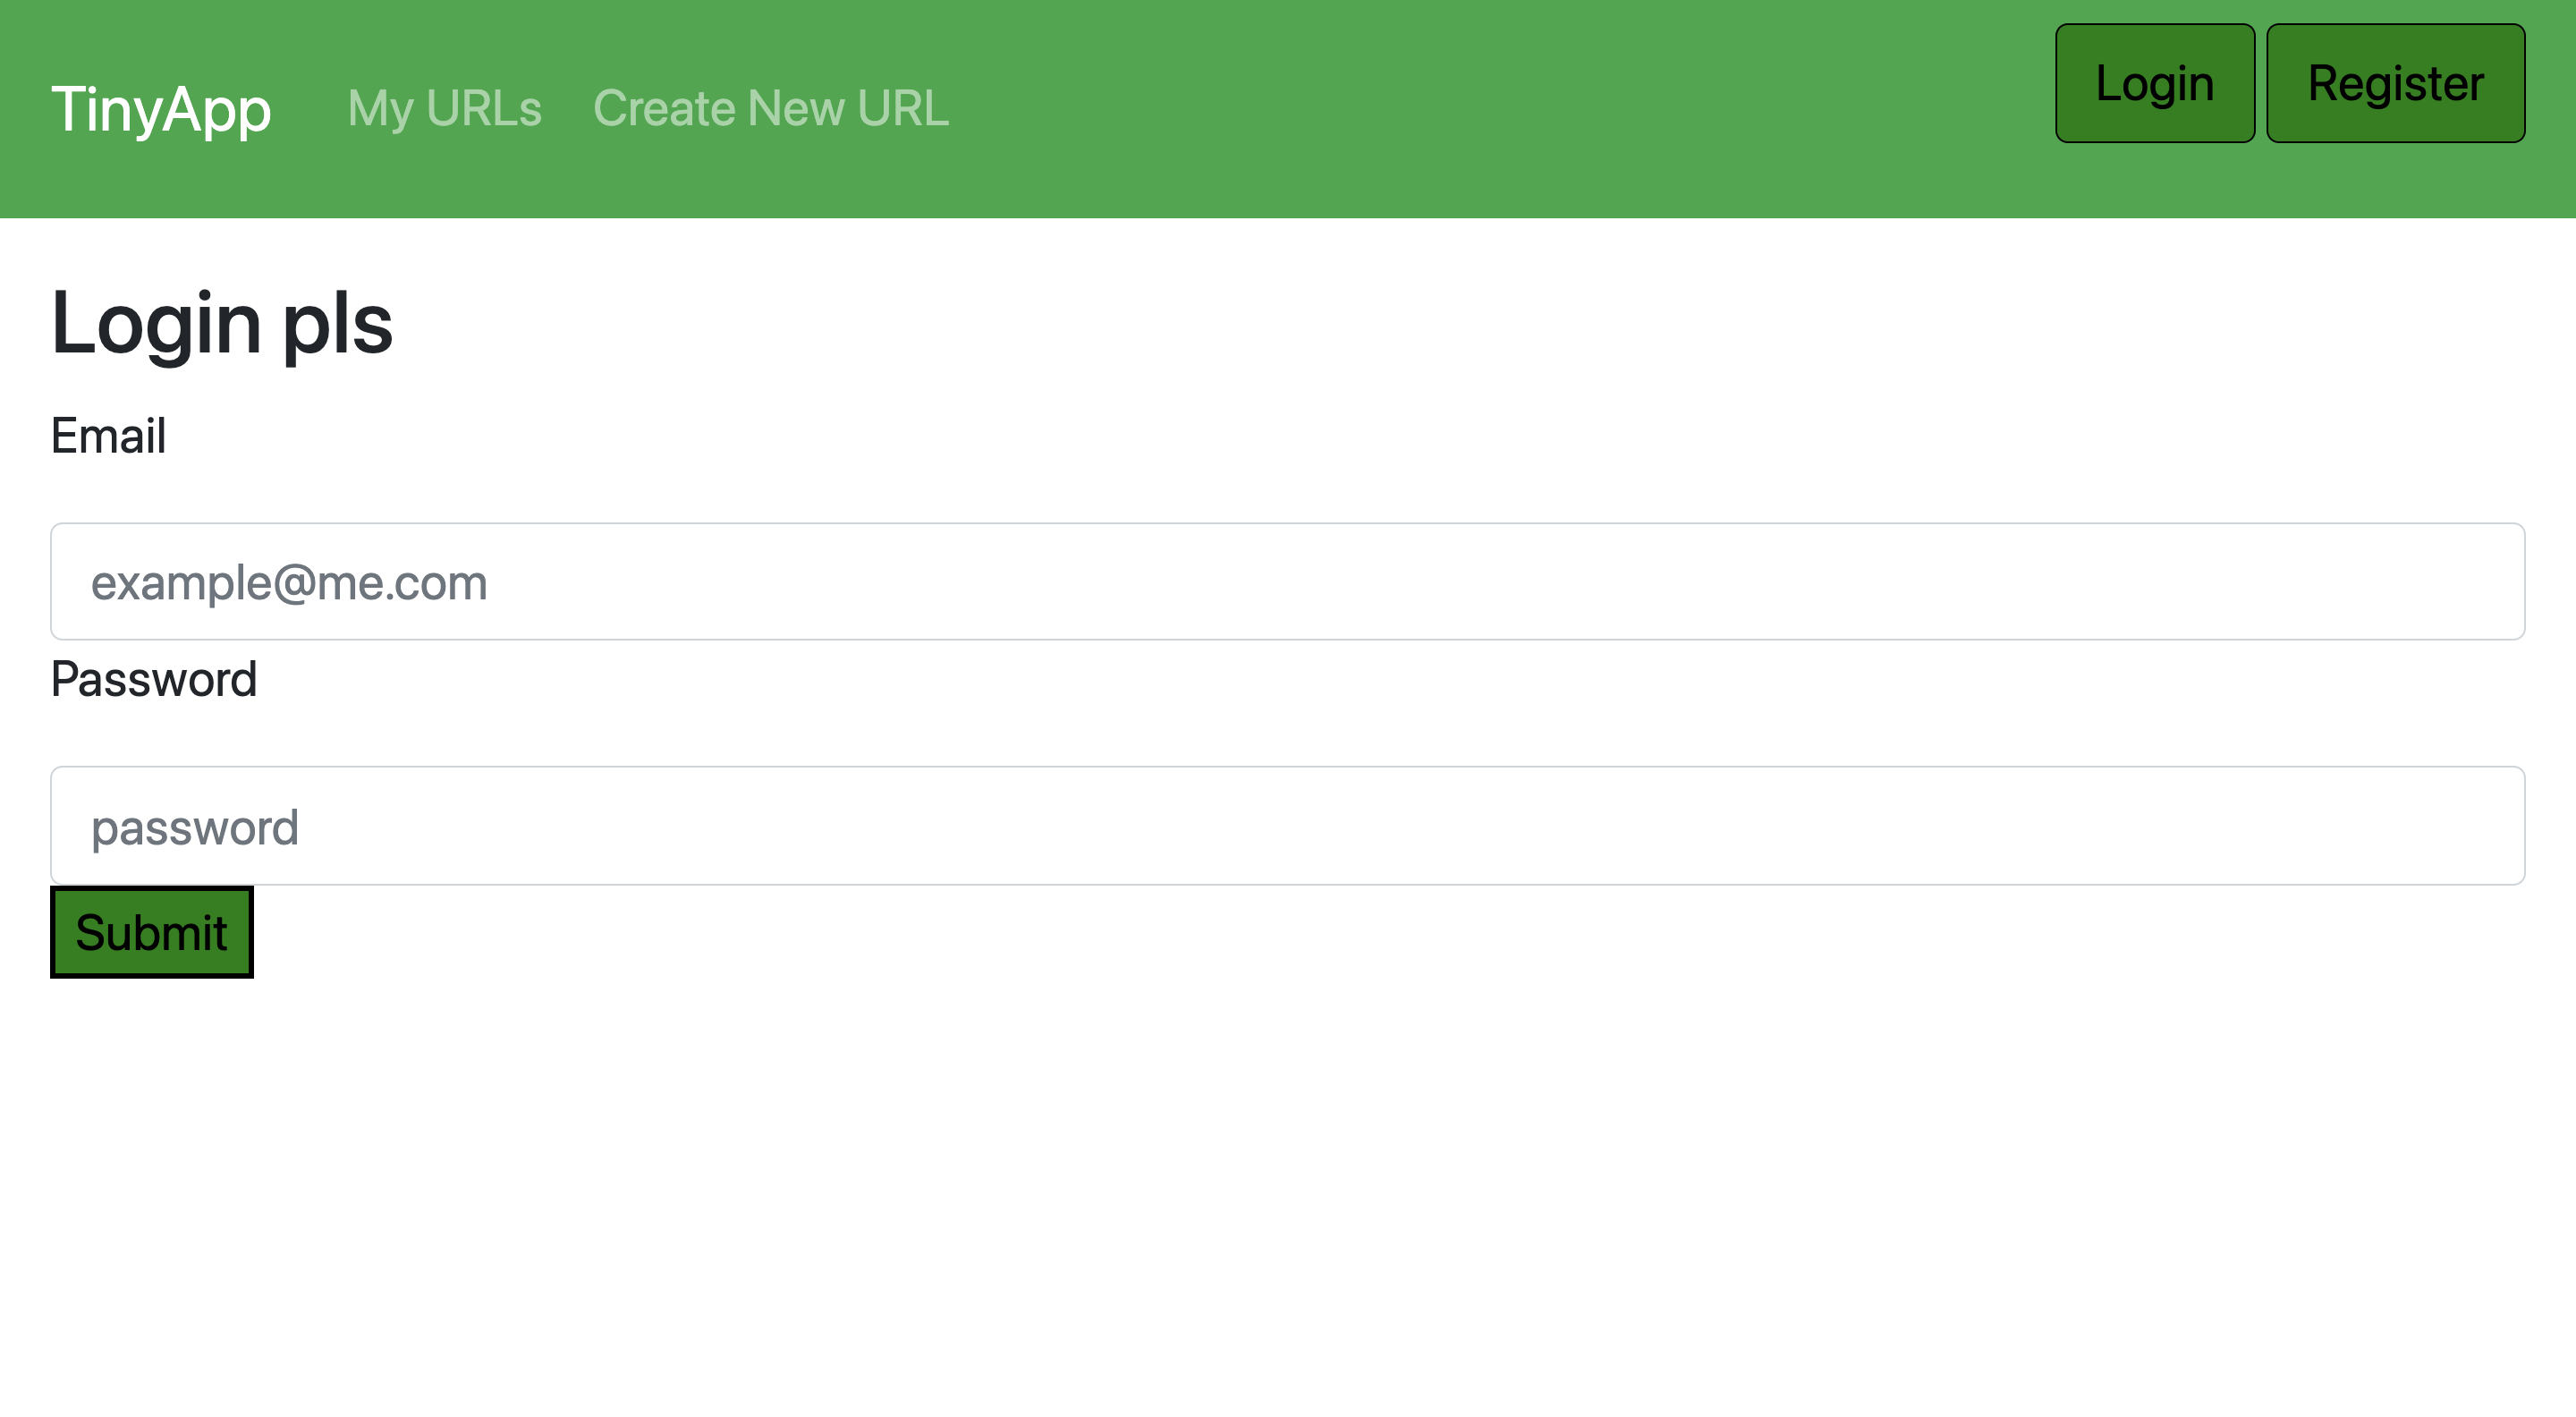 TinyApp My URLs Create New URL Login Register
Login pls
Email
example@me.com
Password
password
Submit